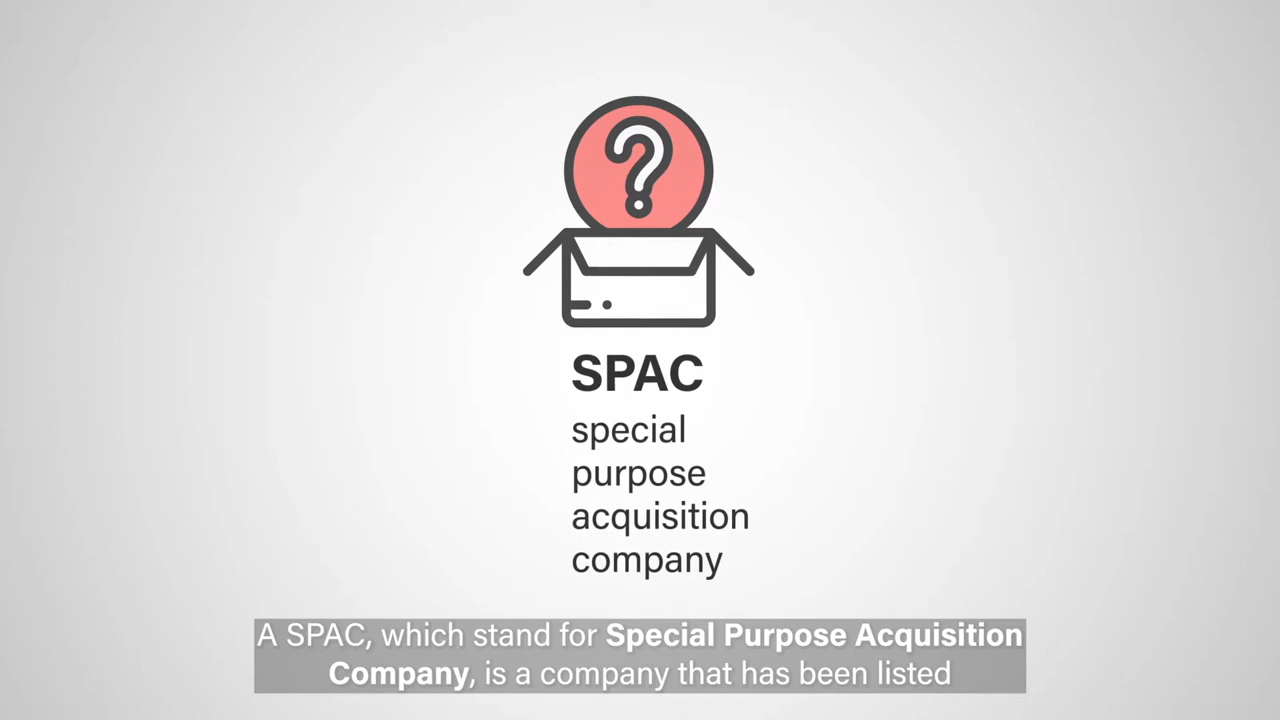 SPAC
special
purpose
acquisition
company
A SPAC, which stand for Special Purpose Acquisition
Company, is a company that has been listed